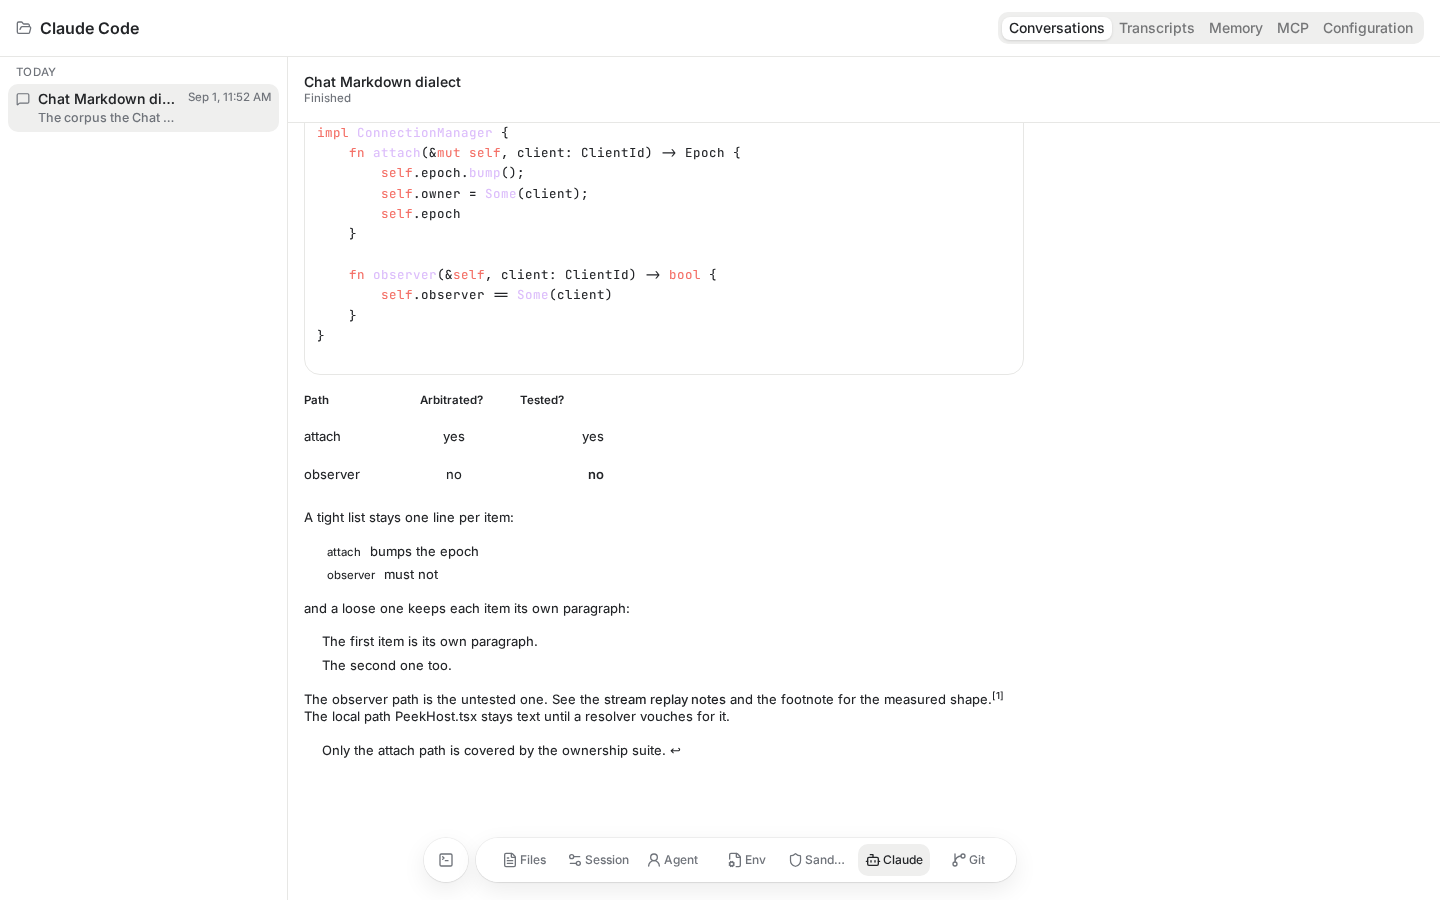 Claude Code
Conversations Transcripts Memory MCP Configuration
TODAY
Chat Markdown di... Sep 1, 11:52 AM
The corpus the Chat ...
Chat Markdown dialect
Finished
impl ConnectionManager {
    fn attach(&mut self, client: ClientId) -> Epoch {
        self.epoch.bump();
        self.owner = Some(client);
        self.epoch
    }
    fn observer(&self, client: ClientId) -> bool {
        self.observer == Some(client)
    }
}
Path Arbitrated? Tested?
attach yes yes
observer no no
A tight list stays one line per item:
attach bumps the epoch
observer must not
and a loose one keeps each item its own paragraph:
The first item is its own paragraph.
The second one too.
The observer path is the untested one. See the stream replay notes and the footnote for the measured shape.[1]
The local path PeekHost.tsx stays text until a resolver vouches for it.
Only the attach path is covered by the ownership suite. ↩
Files Session Agent Env Sand... Claude Git